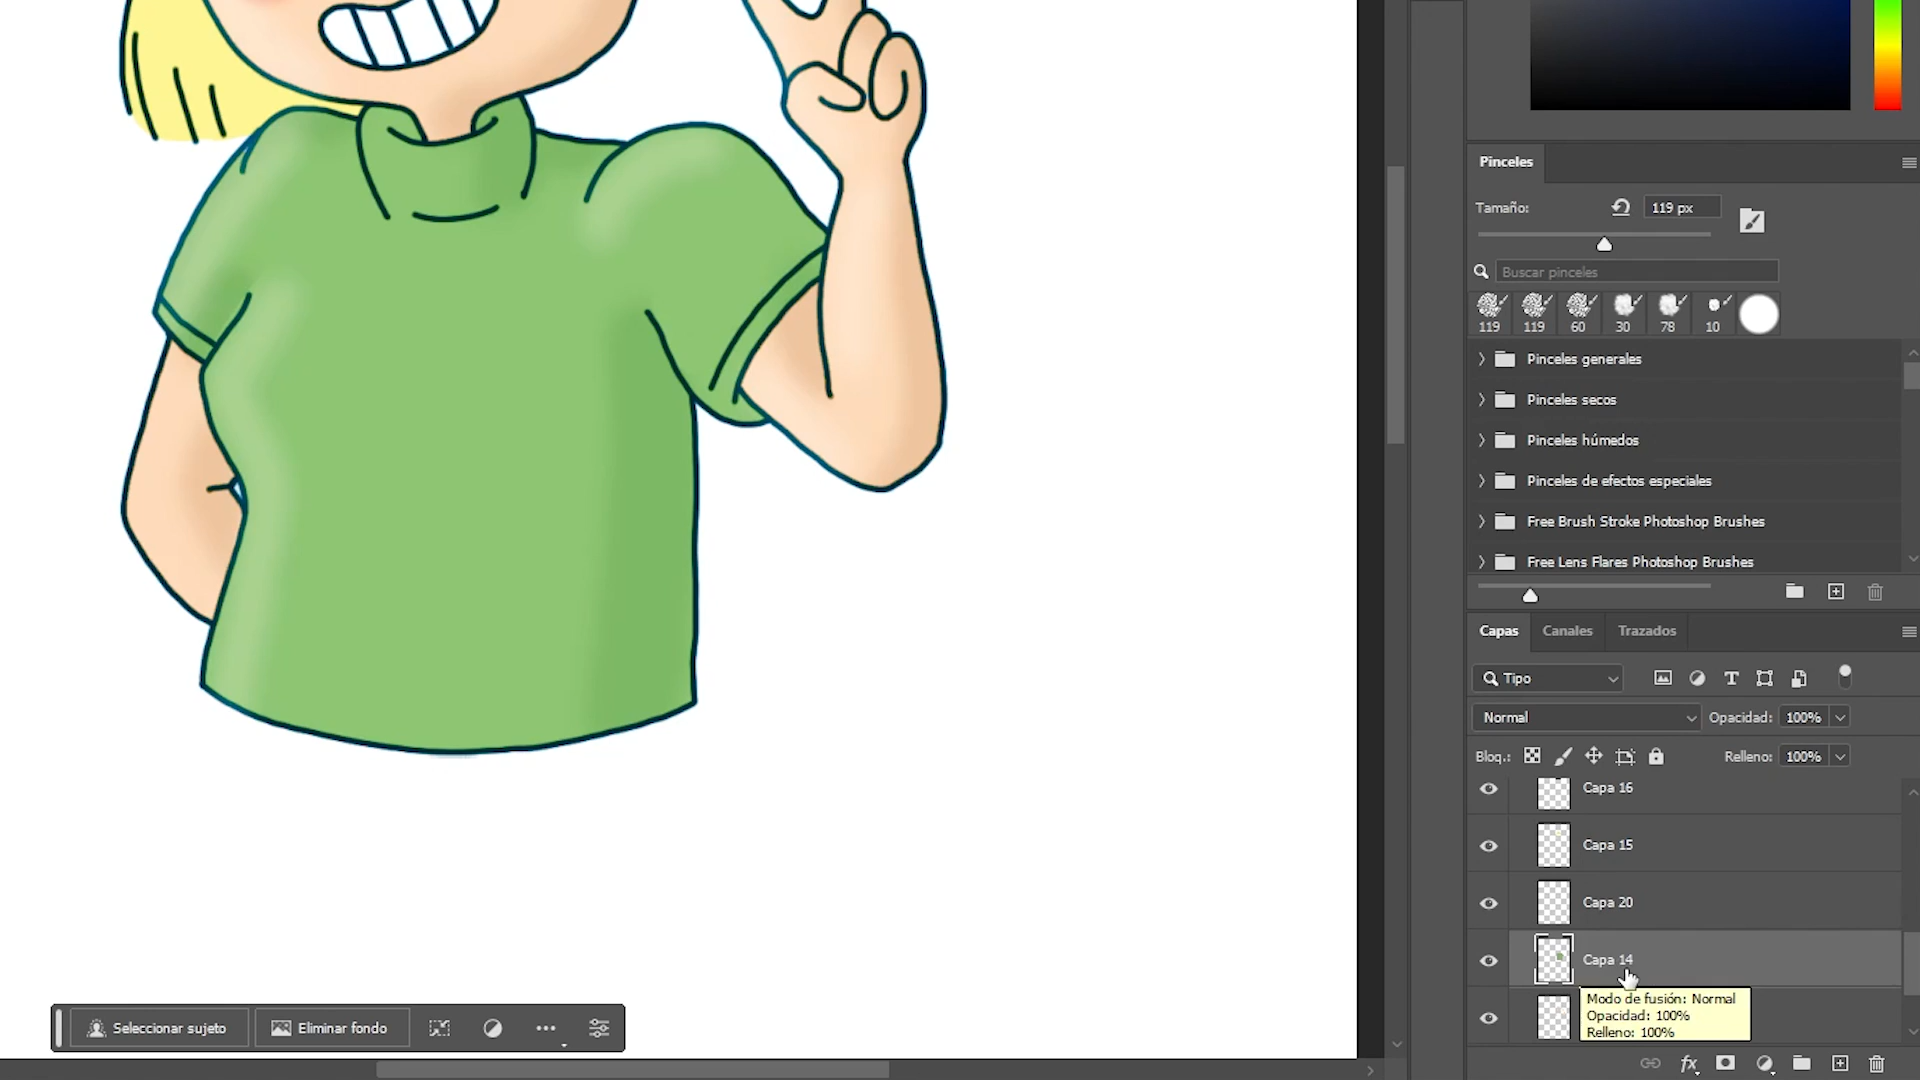 Pinceles
Tamaño:
119 px
Buscar pinceles
119
119
60
30
78
10
Pinceles generales
Pinceles secos
Pinceles húmedos
Pinceles de efectos especiales
Free Brush Stroke Photoshop Brushes
Free Lens Flares Photoshop Brushes
Capas
Canales
Trazados
Tipo
Normal
Opacidad:
100%
Bloq.:
Relleno:
100%
Capa 16
Capa 15
Capa 20
Capa 14
Modo de fusión: Normal
Opacidad: 100%
Relleno: 100%
Seleccionar sujeto
Eliminar fondo
fx